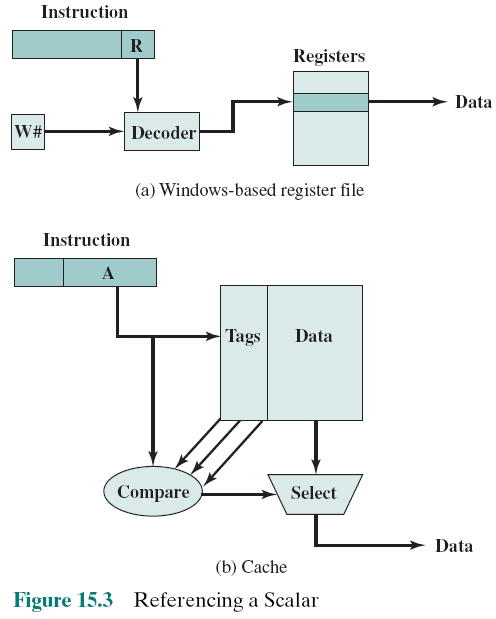 Instruction
R
Registers
Data
W#
Decoder
(a) Windows-based register file
Instruction
A
Tags
Data
Compare
Select
Data
(b) Cache
Figure 15.3 Referencing a Scalar